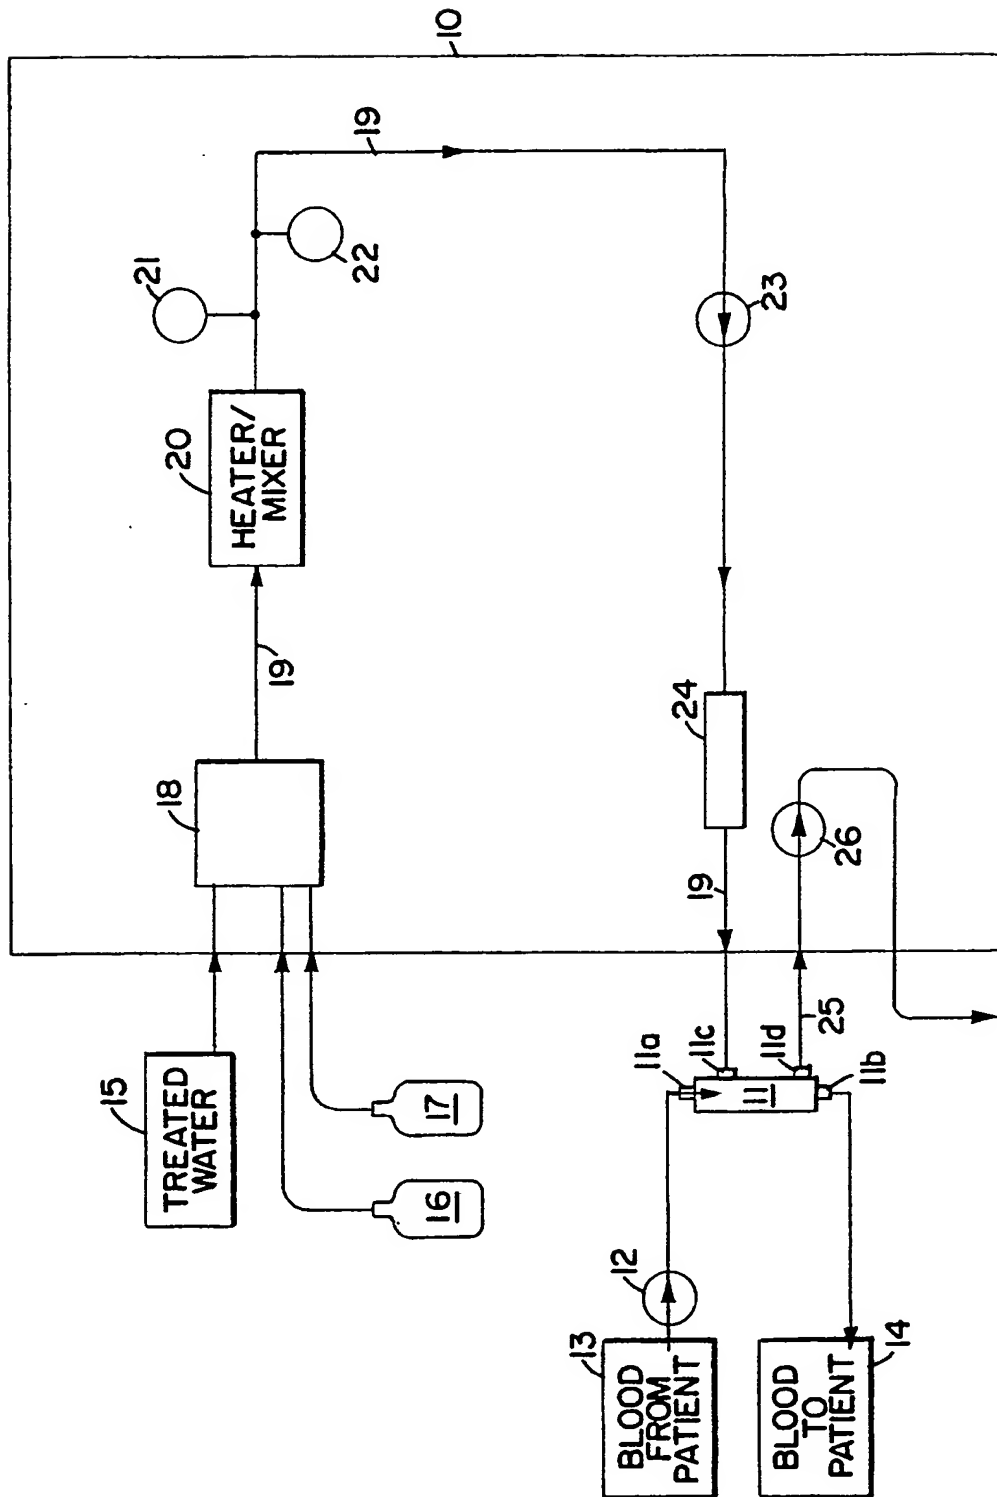 10
19
21
22
20
HEATER/
MIXER
23
19
18
24
19
26
15
TREATED
WATER
16
17
11a
11c
11d
11b
11
25
12
13
BLOOD
FROM
PATIENT
14
BLOOD
TO
PATIENT